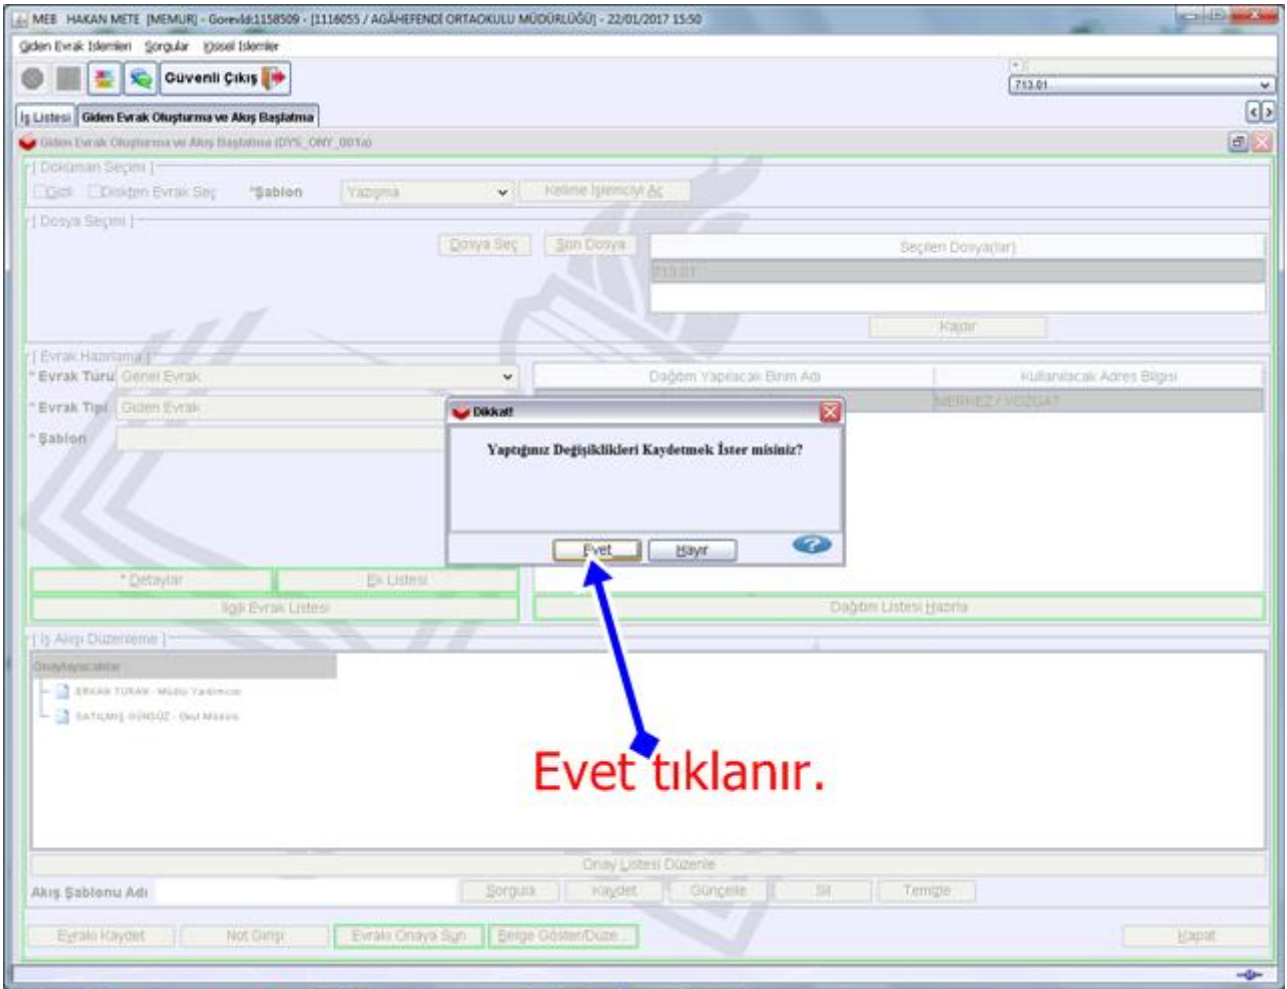 MEB HAKAN METE [MEMUR] - GorevId:1158509 - [1116055 / AGÂHEFENDİ ORTAOKULU MÜDÜRLÜĞÜ] - 22/01/2017 15:50
Giden Evrak İşlemleri Sorgular Kişisel İşlemler
Güvenli Çıkış
713.01
İş Listesi Giden Evrak Oluşturma ve Akış Başlatma
Giden Evrak Oluşturma ve Akış Başlatma (DYS_ONY_001a)
[ Doküman Seçimi ]
Gizli Diskten Evrak Seç *Şablon Yazışma Kelime İşlemciyi Aç
[ Dosya Seçimi ]
Dosya Seç Son Dosya Seçilen Dosya(lar)
713.01
Kapat
[ Evrak Hazırlama ]
* Evrak Türü Genel Evrak Dağıtım Yapılacak Birim Adı Kullanılacak Adres Bilgisi
* Evrak Tipi Giden Evrak MERKEZ / YOZGAT
* Şablon
Dikkat!
Yaptığınız Değişiklikleri Kaydetmek İster misiniz?
Evet Hayır
* Detaylar Ek Listesi
İlgili Evrak Listesi Dağıtım Listesi Hazırla
[ İş Akışı Düzenleme ]
Onaylayacaklar
ERKAN TURAN - Müdür Yardımcısı
SATILMIŞ GÜNDÜZ - Okul Müdürü
Evet tıklanır.
Onay Listesi Düzenle
Akış Şablonu Adı Sorgula Kaydet Güncelle Sil Temizle
Evrakı Kaydet Not Girişi Evrakı Onaya Sun Belge Göster/Düze... Kapat